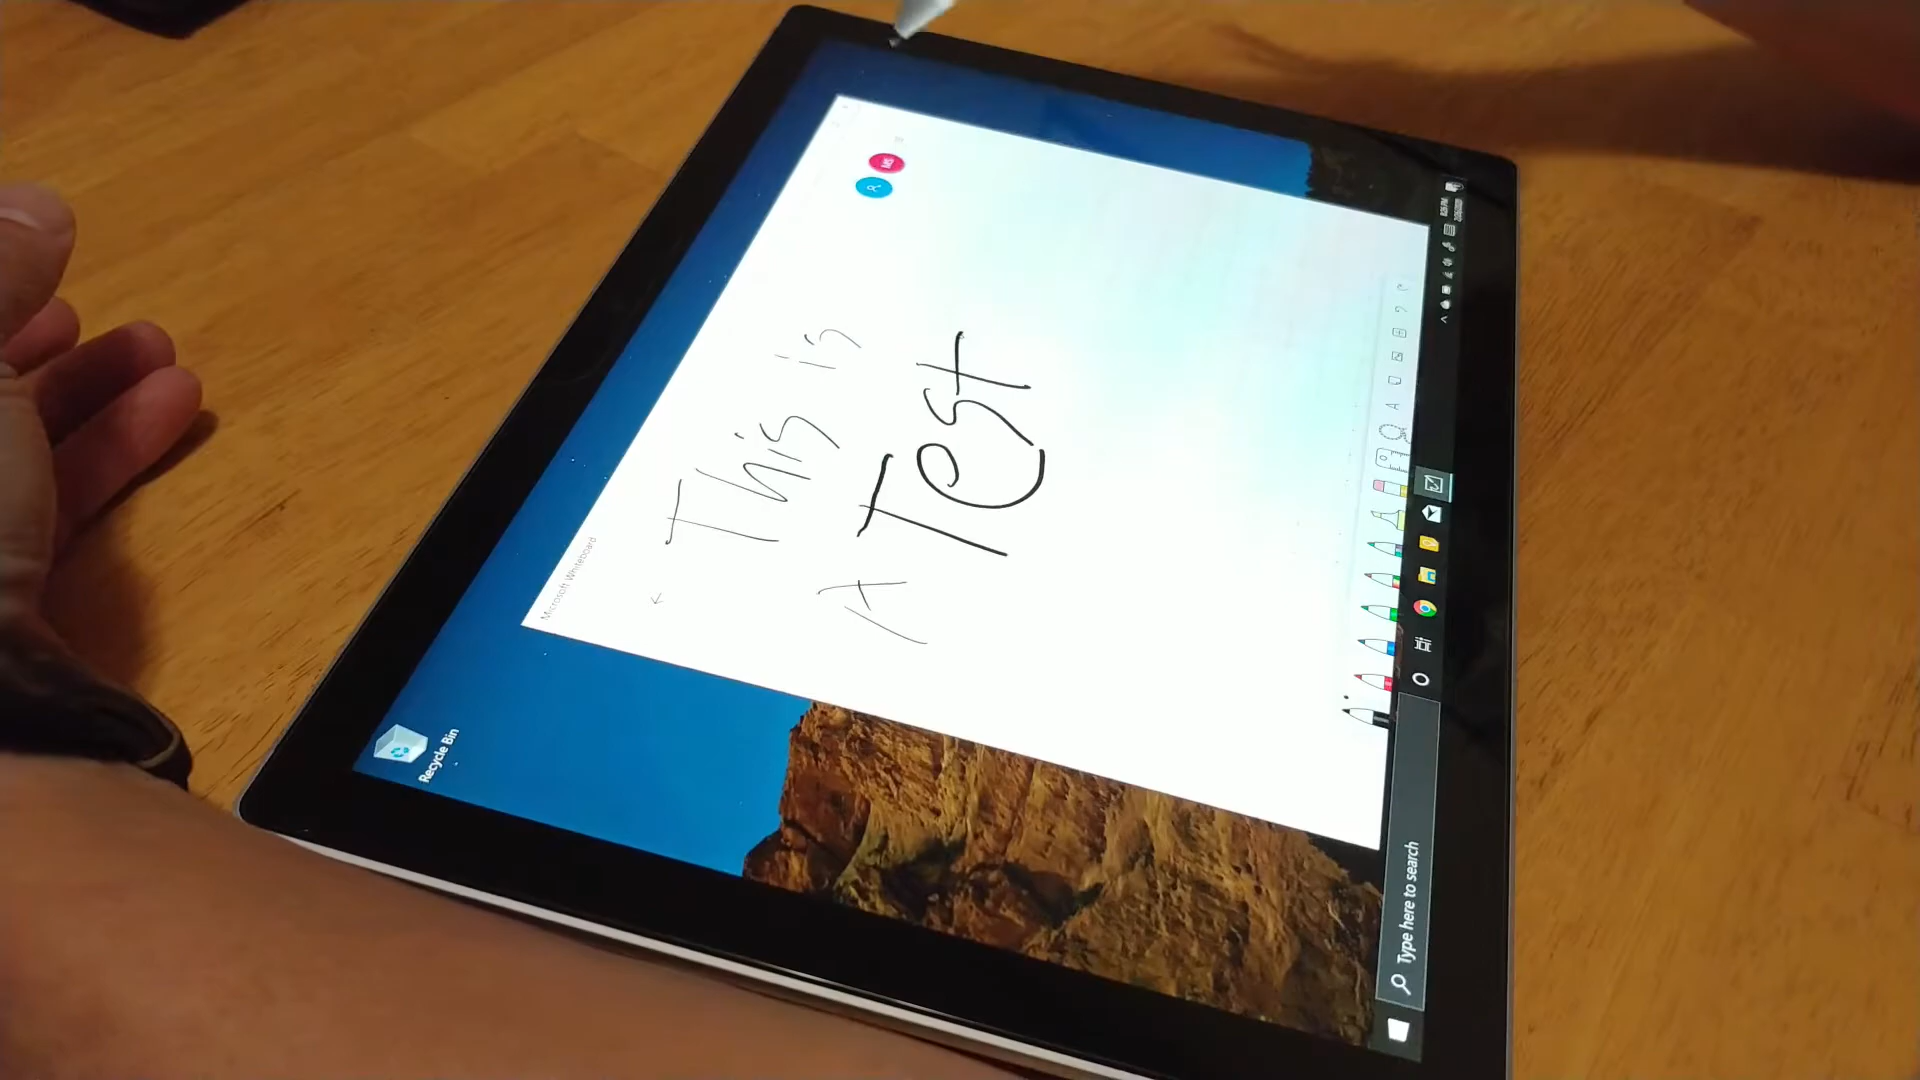 Microsoft Whiteboard
This is
A Test
Recycle Bin
Type here to search